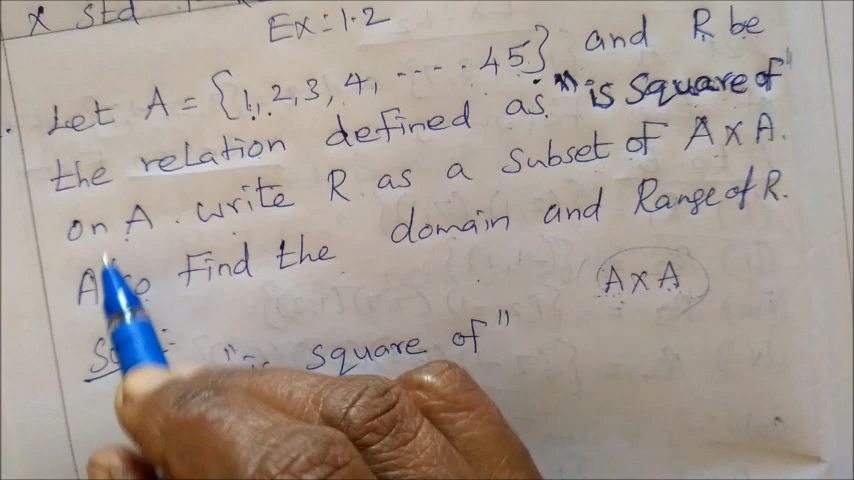 X std
Ex: 1.2
Let A = {1, 2, 3, 4, ..... 45} and R be
the relation defined as "is square of"
on A. write R as a subset of A X A.
Also Find the domain and Range of R.
A X A
square of"